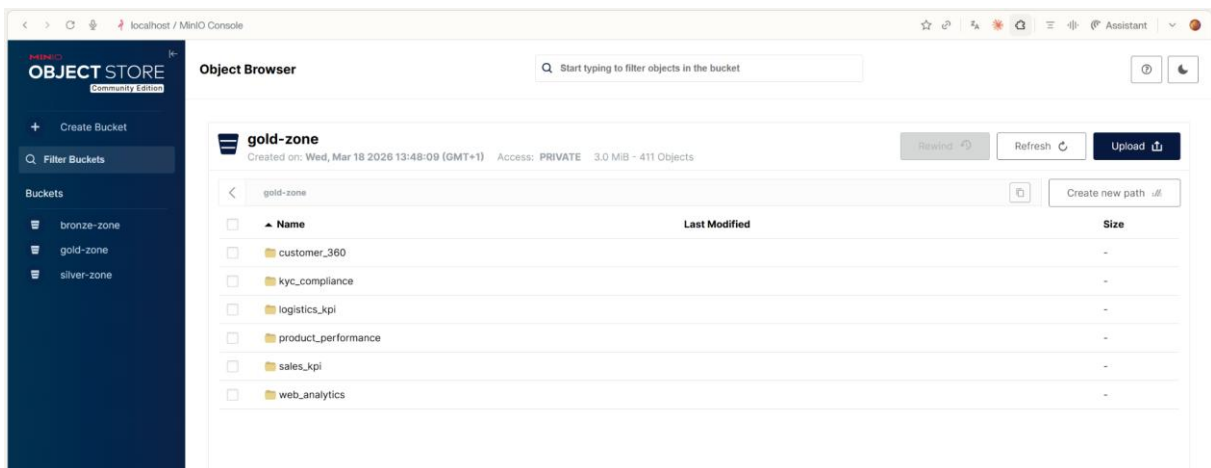 localhost / MinIO Console
Assistant
MINIO
OBJECT STORE
Community Edition
Object Browser
Start typing to filter objects in the bucket
Create Bucket
Filter Buckets
Buckets
bronze-zone
gold-zone
silver-zone
gold-zone
Created on: Wed, Mar 18 2026 13:48:09 (GMT+1) Access: PRIVATE 3.0 MiB - 411 Objects
Rewind
Refresh
Upload
gold-zone
Create new path
Name Last Modified Size
customer_360 -
kyc_compliance -
logistics_kpi -
product_performance -
sales_kpi -
web_analytics -